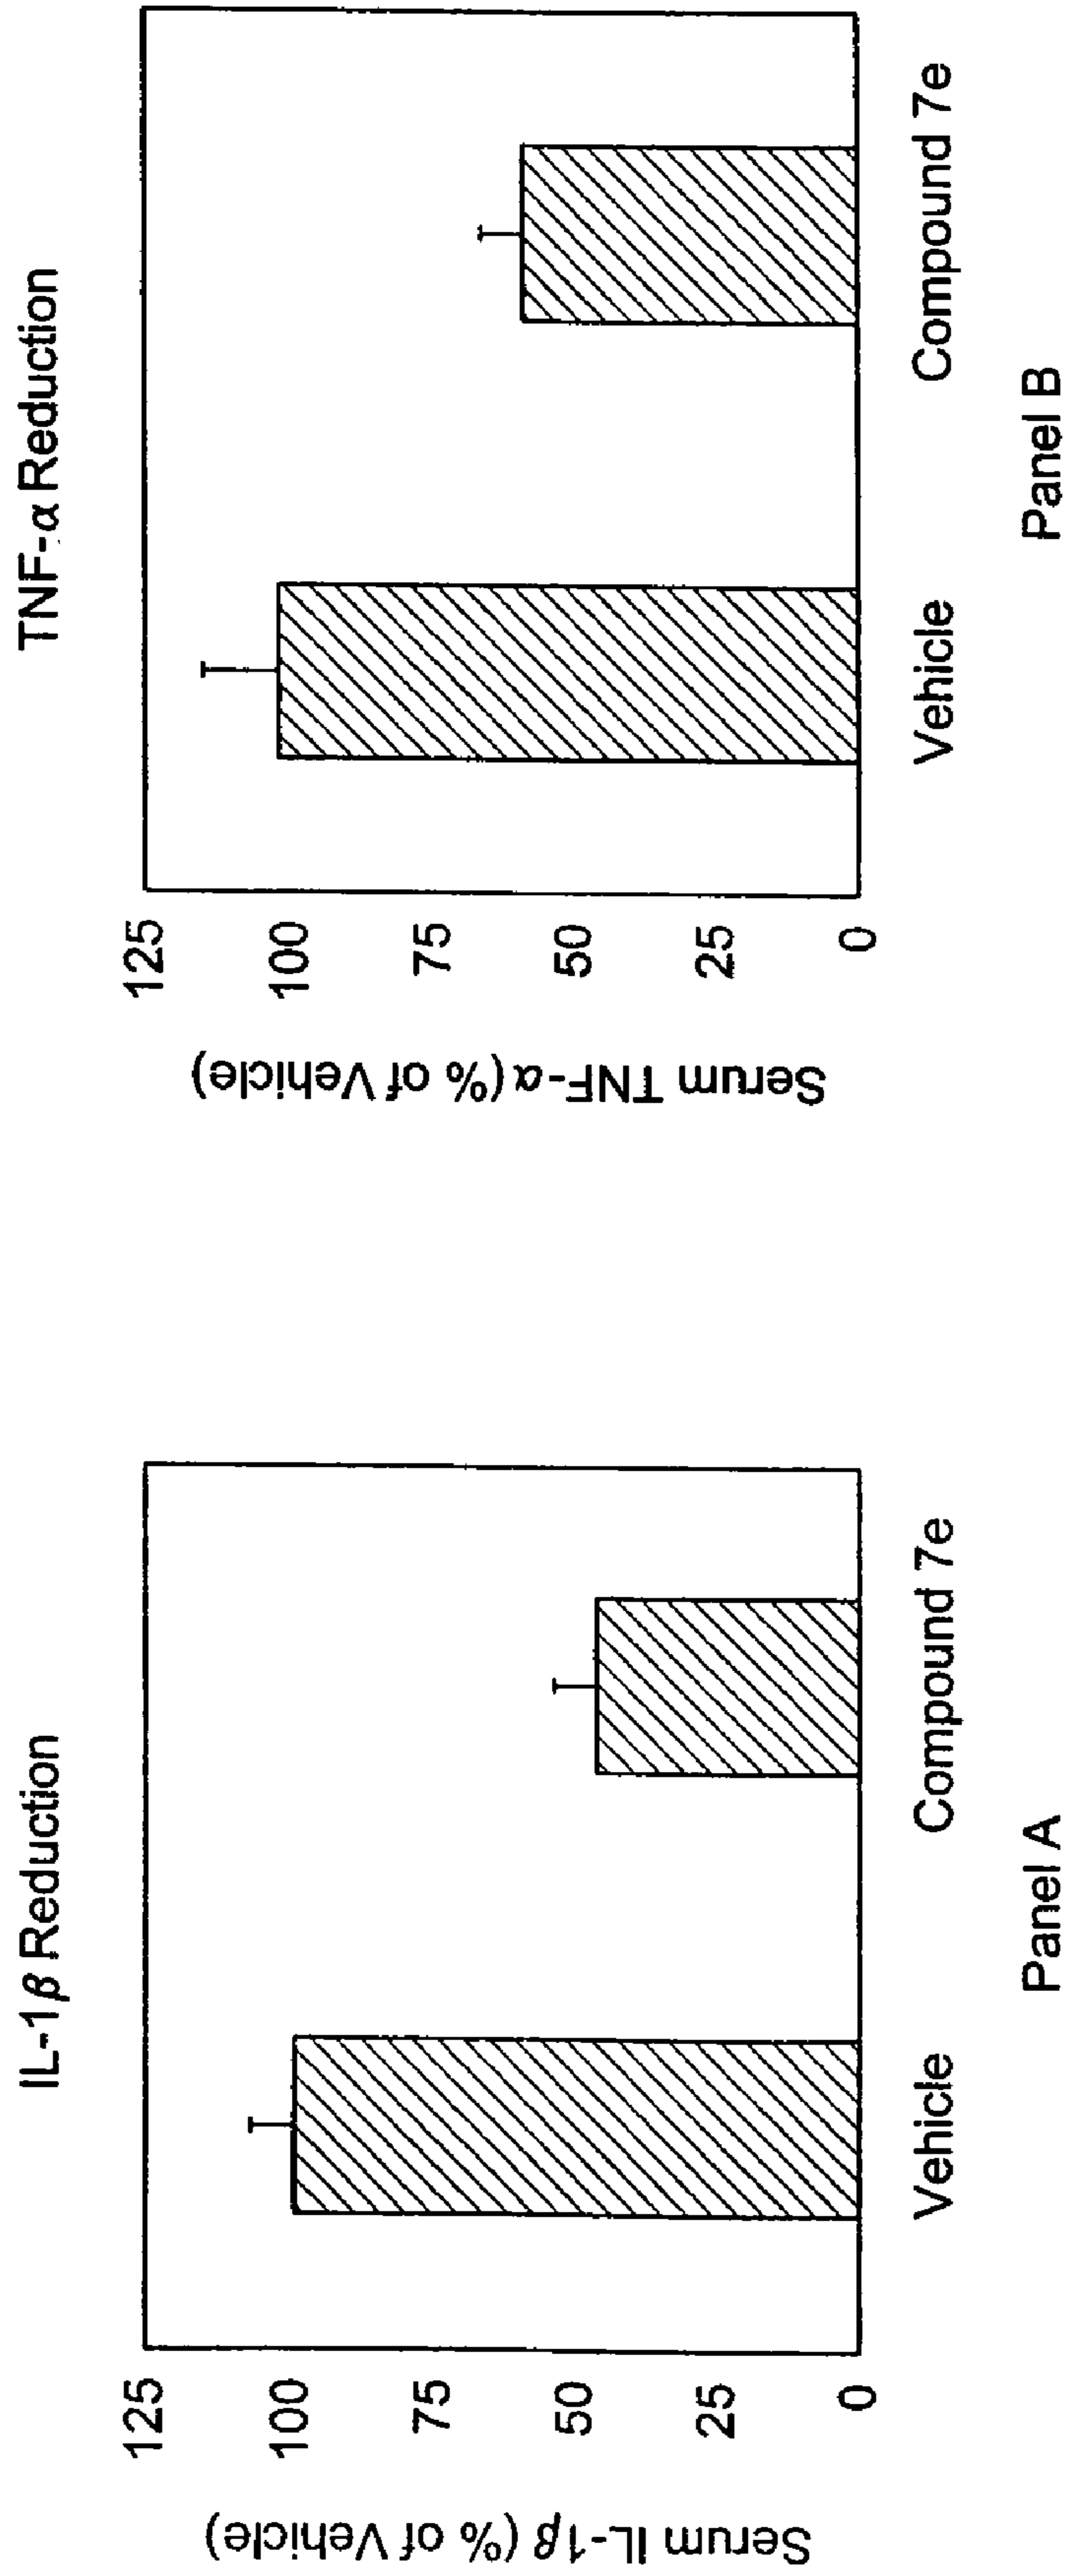 IL-1β Reduction
Serum IL-1β (% of Vehicle)
125
100
75
50
25
0
Vehicle
Compound 7e
Panel A
TNF-α Reduction
Serum TNF-α (% of Vehicle)
125
100
75
50
25
0
Vehicle
Compound 7e
Panel B